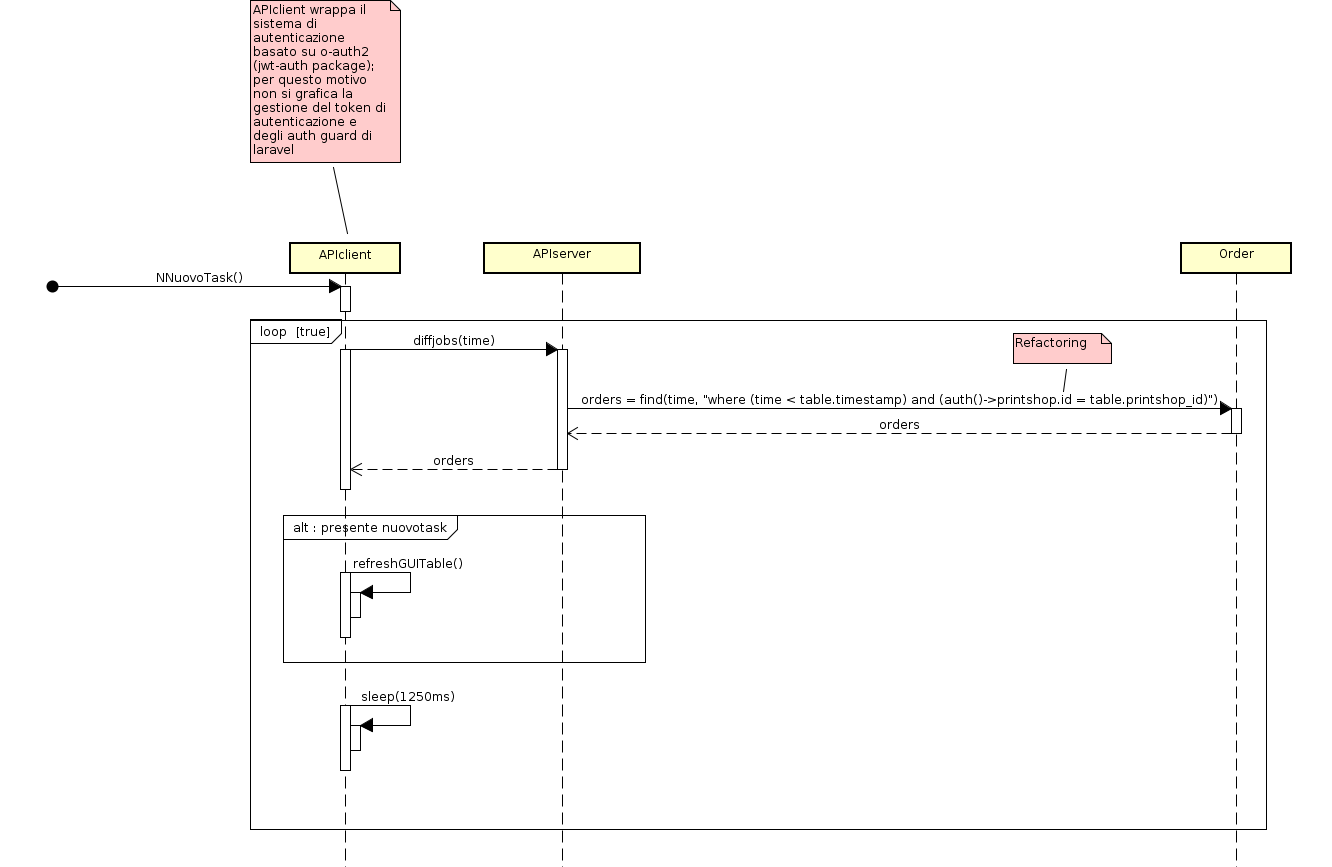 APIclient wrappa il
sistema di
autenticazione
basato su o-auth2
(jwt-auth package);
per questo motivo
non si grafica la
gestione del token di
autenticazione e
degli auth guard di
laravel
APIclient
APIserver
Order
NNuovoTask()
loop [true]
diffjobs(time)
Refactoring
orders = find(time, "where (time < table.timestamp) and (auth()->printshop.id = table.printshop_id)")
orders
orders
alt : presente nuovotask
refreshGUITable()
sleep(1250ms)